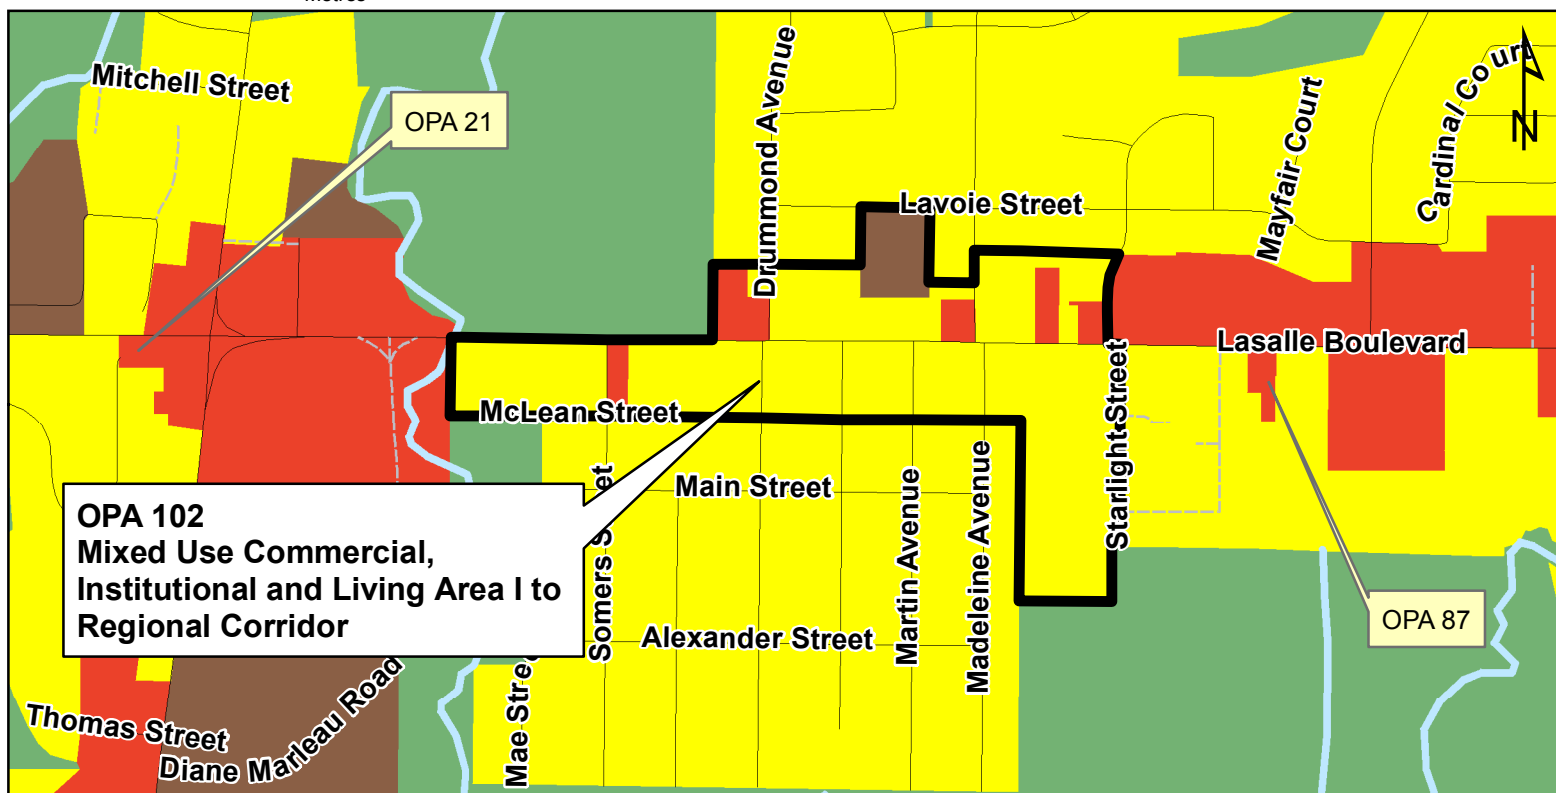 Mitchell Street
OPA 21
Drummond Avenue
Lavoie Street
Mayfair Court
Cardinal Court
N
Lasalle Boulevard
McLean Street
Starlight Street
Main Street
OPA 102
Mixed Use Commercial,
Institutional and Living Area I to
Regional Corridor
Somers Street
Martin Avenue
Madeleine Avenue
OPA 87
Alexander Street
Mae Stre
Thomas Street
Diane Marleau Road